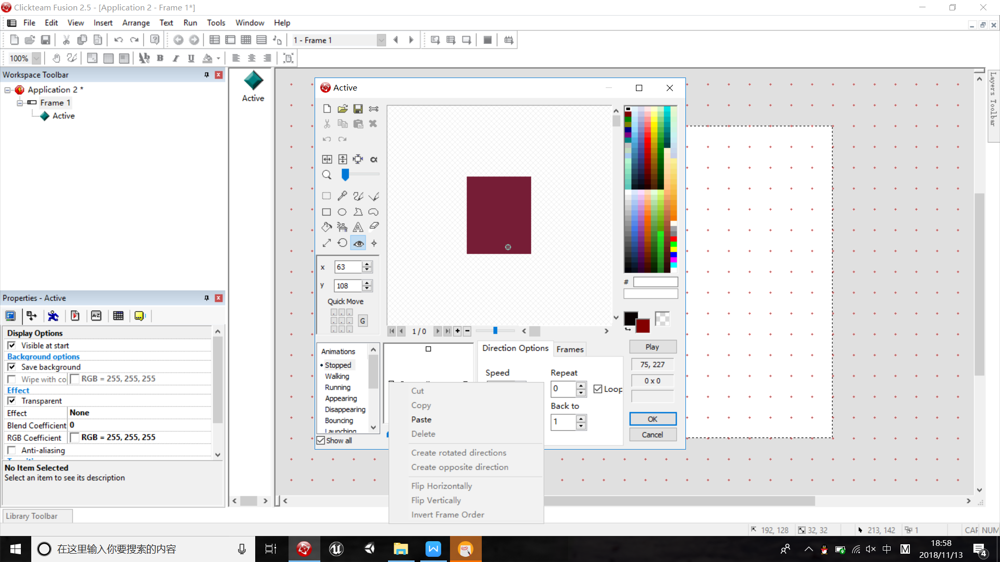 Clickteam Fusion 2.5 - [Application 2 - Frame 1*]
File Edit View Insert Arrange Text Run Tools Window Help
1 - Frame 1
100%
Workspace Toolbar
Application 2 *
Frame 1
Active
Active
Layers Toolbar
Active
x 63
y 108
Quick Move
G
1 / 0
#
Animations
Stopped
Walking
Running
Appearing
Disappearing
Bouncing
Launching
Show all
Direction Options Frames
Speed
Repeat
0
Loop
Back to
1
Play
75, 227
0 x 0
OK
Cancel
Cut
Copy
Paste
Delete
Create rotated directions
Create opposite direction
Flip Horizontally
Flip Vertically
Invert Frame Order
Properties - Active
Display Options
Visible at start
Background options
Save background
Wipe with co RGB = 255, 255, 255
Effect
Transparent
Effect None
Blend Coefficient 0
RGB Coefficient RGB = 255, 255, 255
Anti-aliasing
No Item Selected
Select an item to see its description
Library Toolbar
192, 128
32, 32
213, 142
1
CAP NUM
在这里输入你要搜索的内容
中
M
18:58
2018/11/13
4